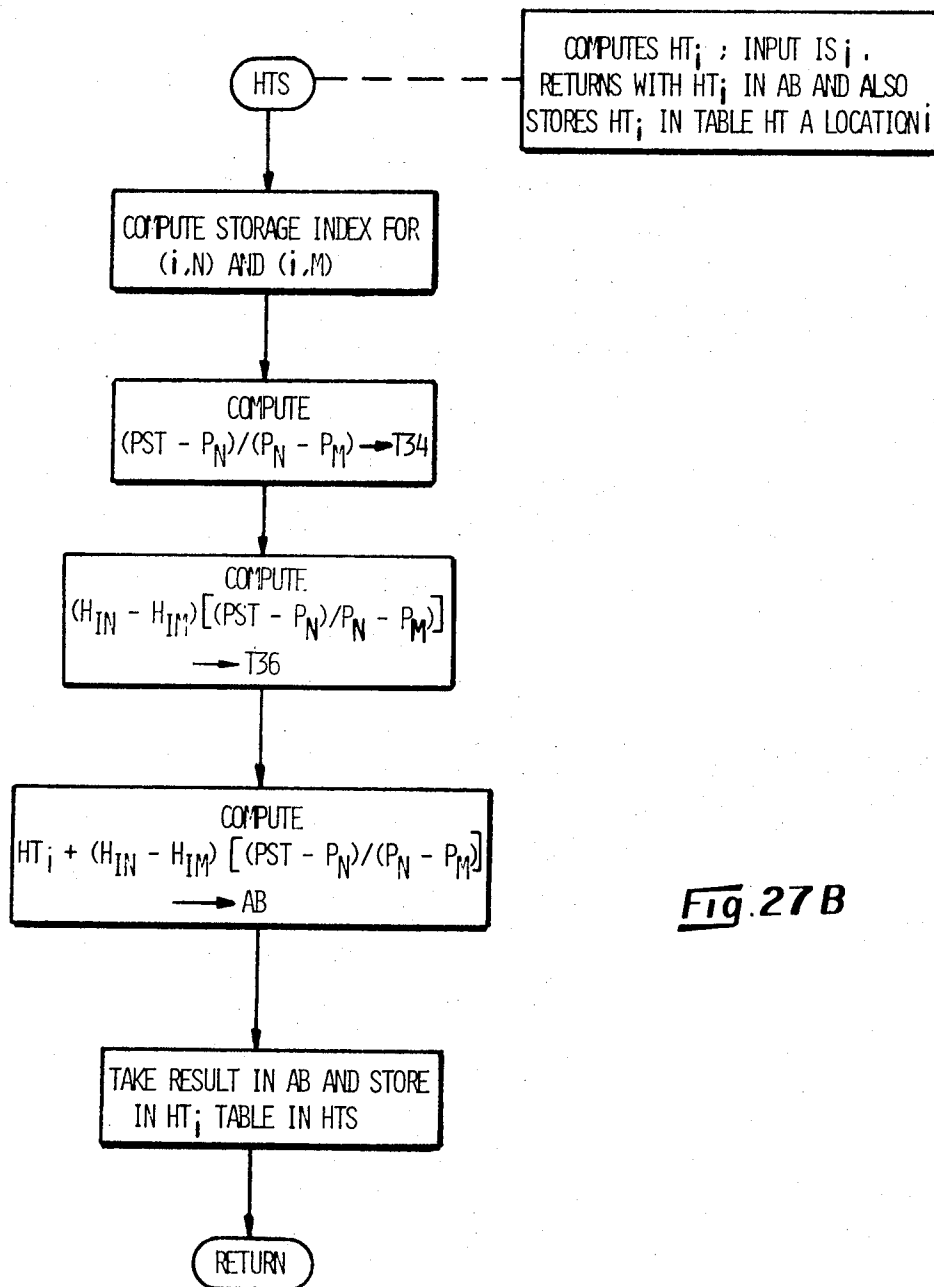 HTS
COMPUTES HTi ; INPUT IS i.
RETURNS WITH HTi IN AB AND ALSO
STORES HTi IN TABLE HT A LOCATION i
COMPUTE STORAGE INDEX FOR
(i,N) AND (i,M)
COMPUTE
(PST - PN)/(PN - PM) → T34
COMPUTE
(HIN - HIM)[(PST - PN)/PN - PM)]
→ T36
COMPUTE
HTi + (HIN - HIM) [(PST - PN)/(PN - PM)]
→ AB
TAKE RESULT IN AB AND STORE
IN HTi TABLE IN HTS
RETURN
Fig. 27B